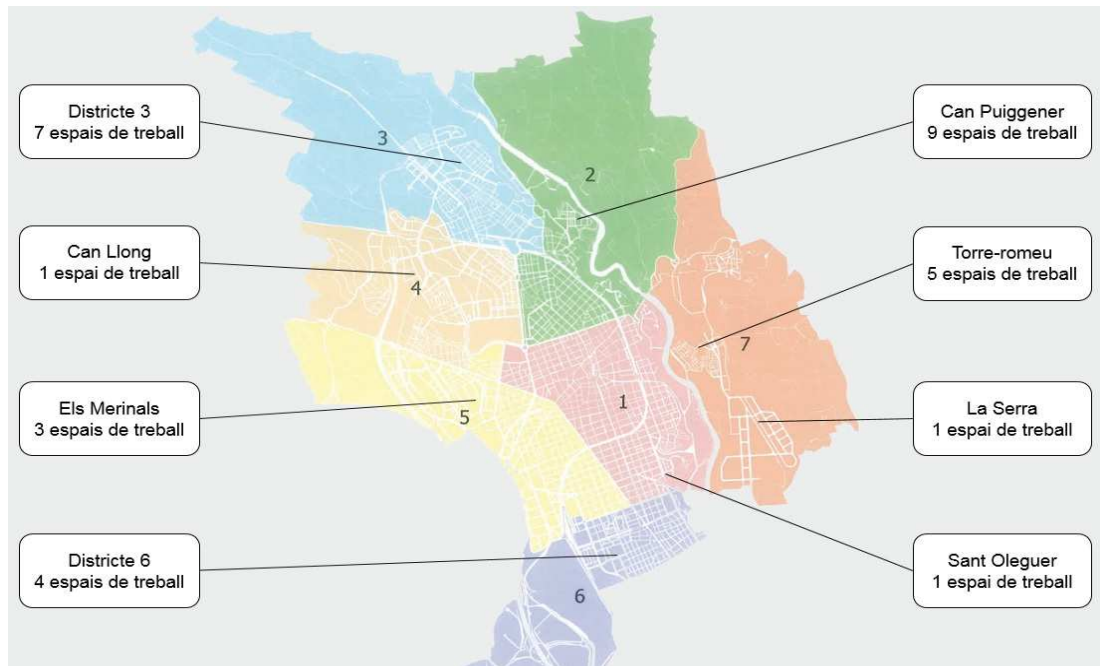 Districte 3
7 espais de treball
Can Llong
1 espai de treball
Els Merinals
3 espais de treball
Districte 6
4 espais de treball
3
2
4
7
1
5
6
Can Puiggener
9 espais de treball
Torre-romeu
5 espais de treball
La Serra
1 espai de treball
Sant Oleguer
1 espai de treball